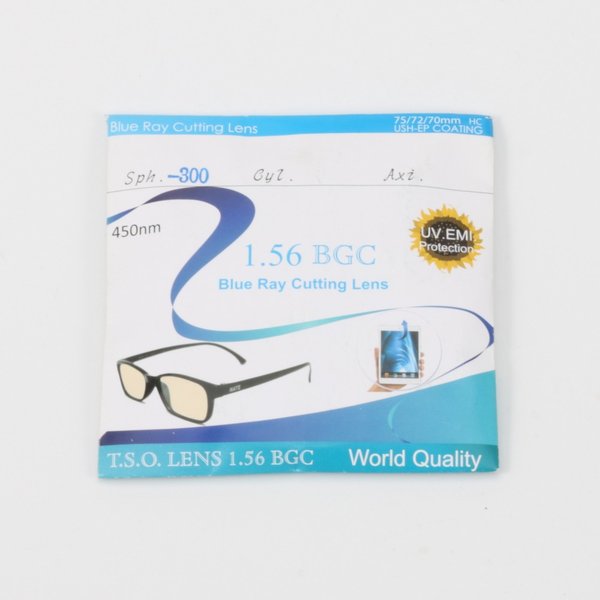 Blue Ray Cutting Lens
75/72/70mm HC
USH-EP COATING
Sph. -300 Cyl. Axi.
450nm
UV.EMI
Protection
1.56 BGC
Blue Ray Cutting Lens
T.S.O. LENS 1.56 BGC
World Quality